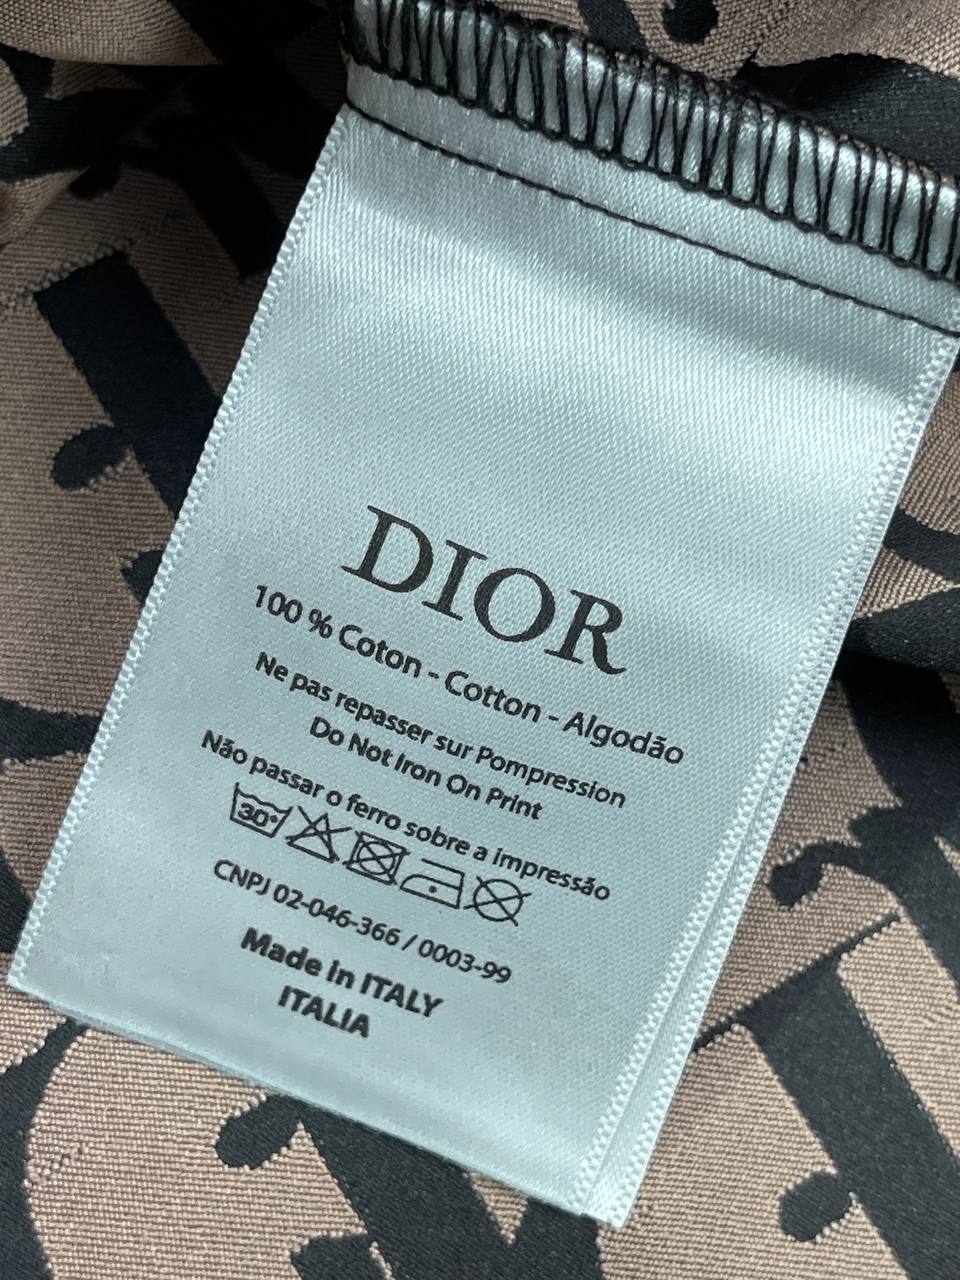 DIOR
100 % Coton - Cotton - Algodão
Ne pas repasser sur Pompression
Do Not Iron On Print
Não passar o ferro sobre a impressão
30°
CNPJ 02-046-366 / 0003-99
Made In ITALY
ITALIA